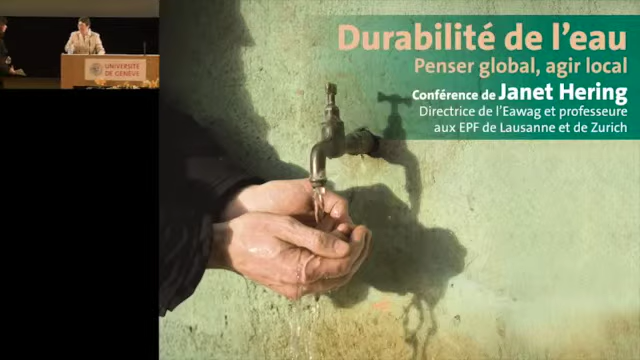 UNIVERSITÉ
DE GENÈVE
Durabilité de l'eau
Penser global, agir local
Conférence de Janet Hering
Directrice de l'Eawag et professeure
aux EPF de Lausanne et de Zurich